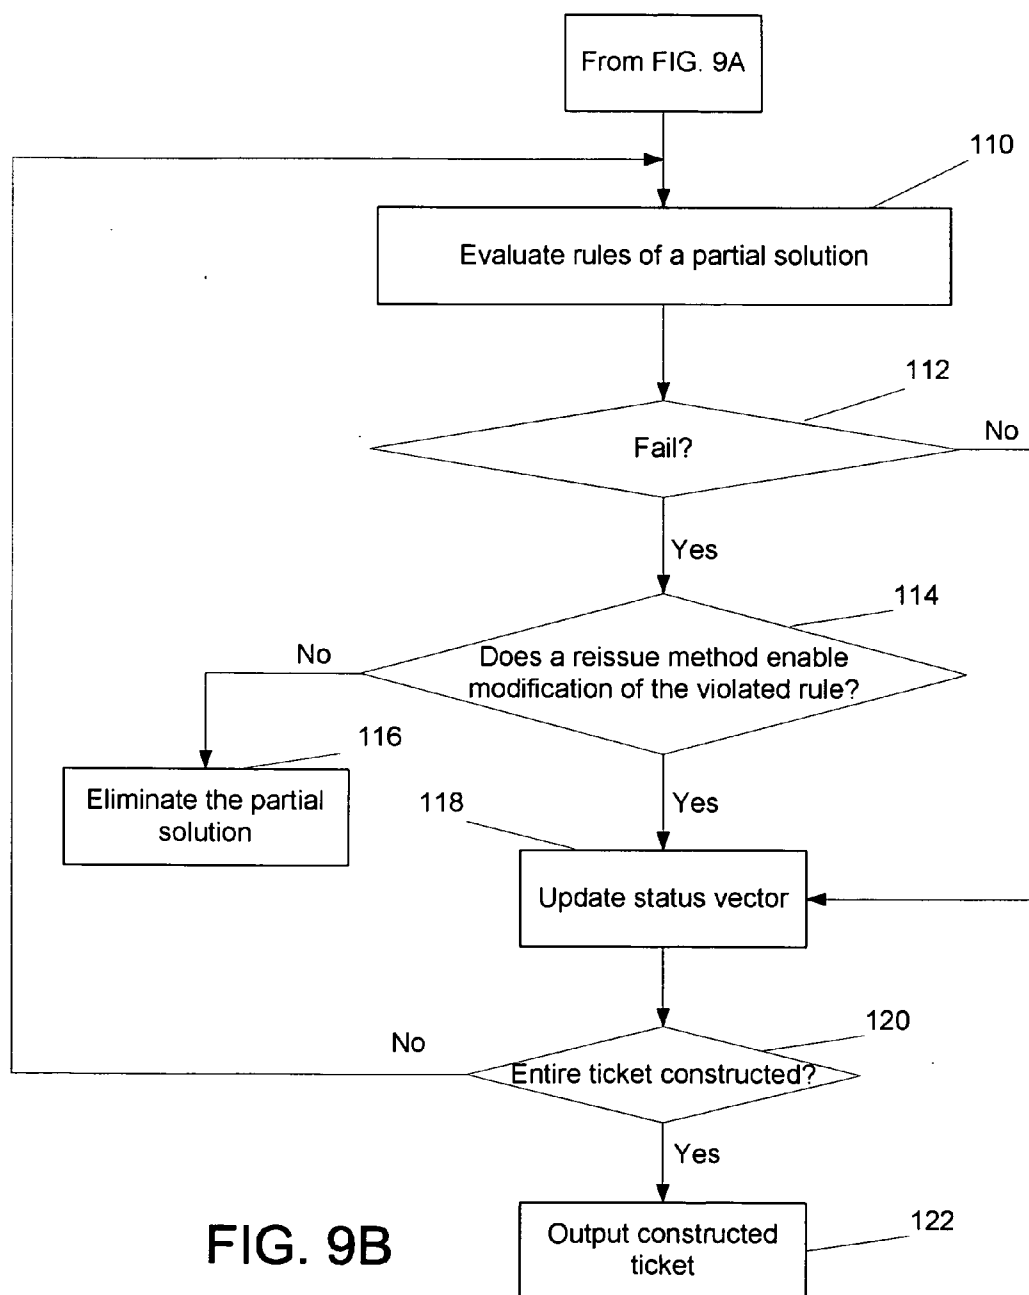 From FIG. 9A
110
Evaluate rules of a partial solution
112
Fail?
No
Yes
114
Does a reissue method enable
modification of the violated rule?
No
116
Eliminate the partial
solution
Yes
118
Update status vector
120
No
Entire ticket constructed?
Yes
122
Output constructed
ticket
FIG. 9B